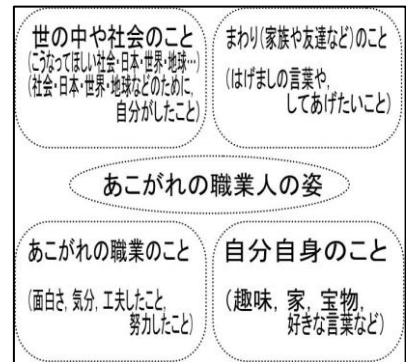 世の中や社会のこと
(こうなってほしい社会・日本・世界・地球…)
(社会・日本・世界・地球などのために,
自分がしたこと)
まわり(家族や友達など)のこと
(はげましの言葉や,
してあげたいこと)
あこがれの職業人の姿
あこがれの職業のこと
(面白さ, 気分, 工夫したこと,
努力したこと)
自分自身のこと
(趣味, 家, 宝物,
好きな言葉など)